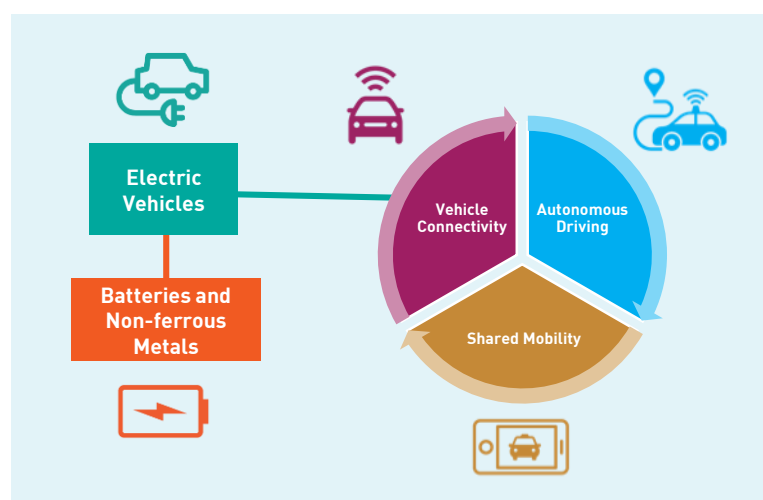 Electric
Vehicles
Batteries and
Non-ferrous
Metals
Vehicle
Connectivity
Autonomous
Driving
Shared Mobility